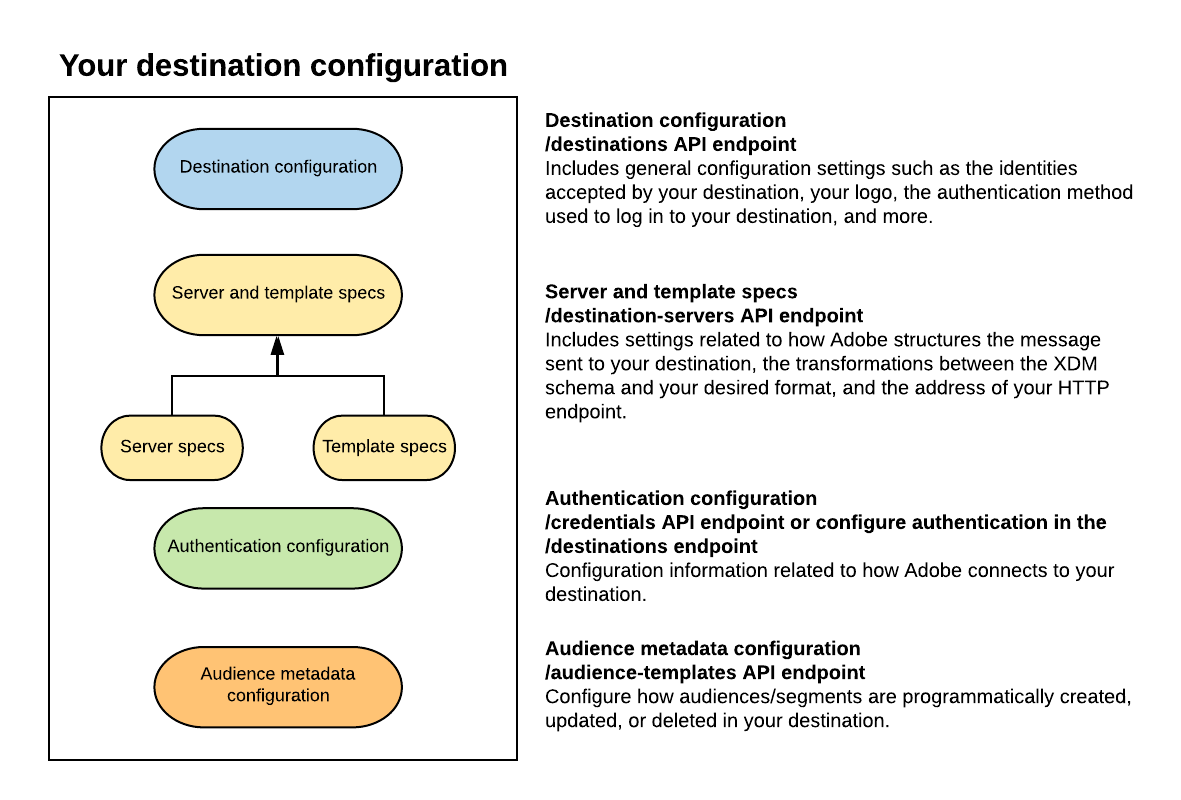 Your destination configuration
Destination configuration
Server and template specs
Server specs
Template specs
Authentication configuration
Audience metadata
configuration
Destination configuration
/destinations API endpoint
Includes general configuration settings such as the identities
accepted by your destination, your logo, the authentication method
used to log in to your destination, and more.
Server and template specs
/destination-servers API endpoint
Includes settings related to how Adobe structures the message
sent to your destination, the transformations between the XDM
schema and your desired format, and the address of your HTTP
endpoint.
Authentication configuration
/credentials API endpoint or configure authentication in the
/destinations endpoint
Configuration information related to how Adobe connects to your
destination.
Audience metadata configuration
/audience-templates API endpoint
Configure how audiences/segments are programmatically created,
updated, or deleted in your destination.